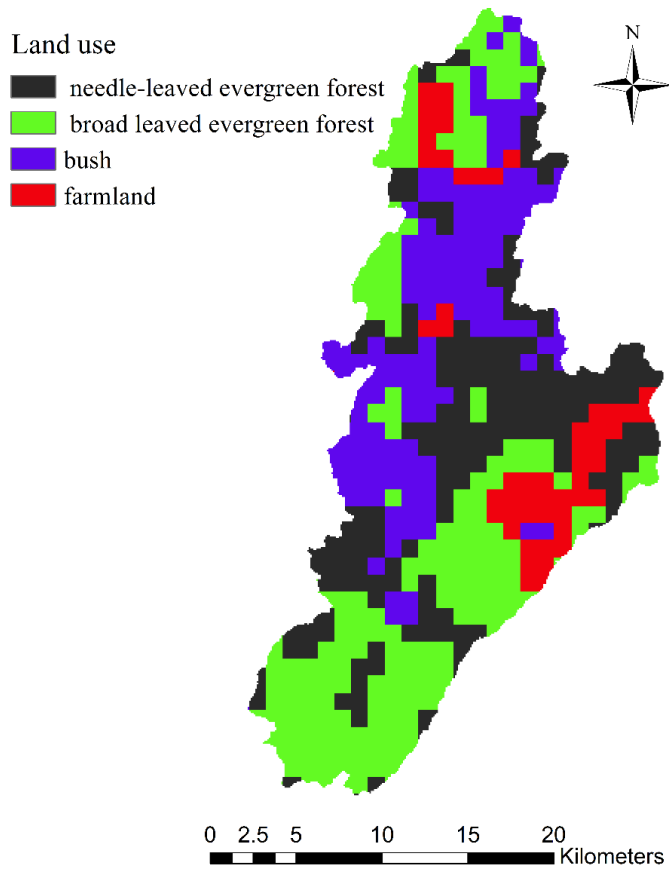 Land use
needle-leaved evergreen forest
broad leaved evergreen forest
bush
farmland
N
0 2.5 5 10 15 20
Kilometers